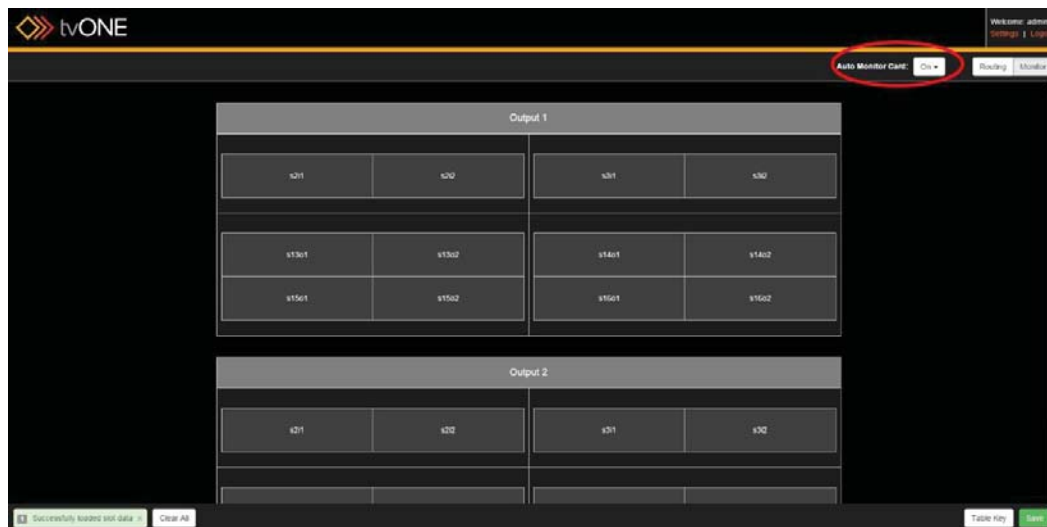 tvONE
Welcome: admin
Settings | Logo
Auto Monitor Card: On
Routing Monitor
Output 1
s2i1 s2i2 s3i1 s3i2
s13o1 s13o2 s14o1 s14o2
s15o1 s15o2 s16o1 s16o2
Output 2
s2i1 s2i2 s3i1 s3i2
Successfully loaded slot data ×
Clear All
Table Key
Save